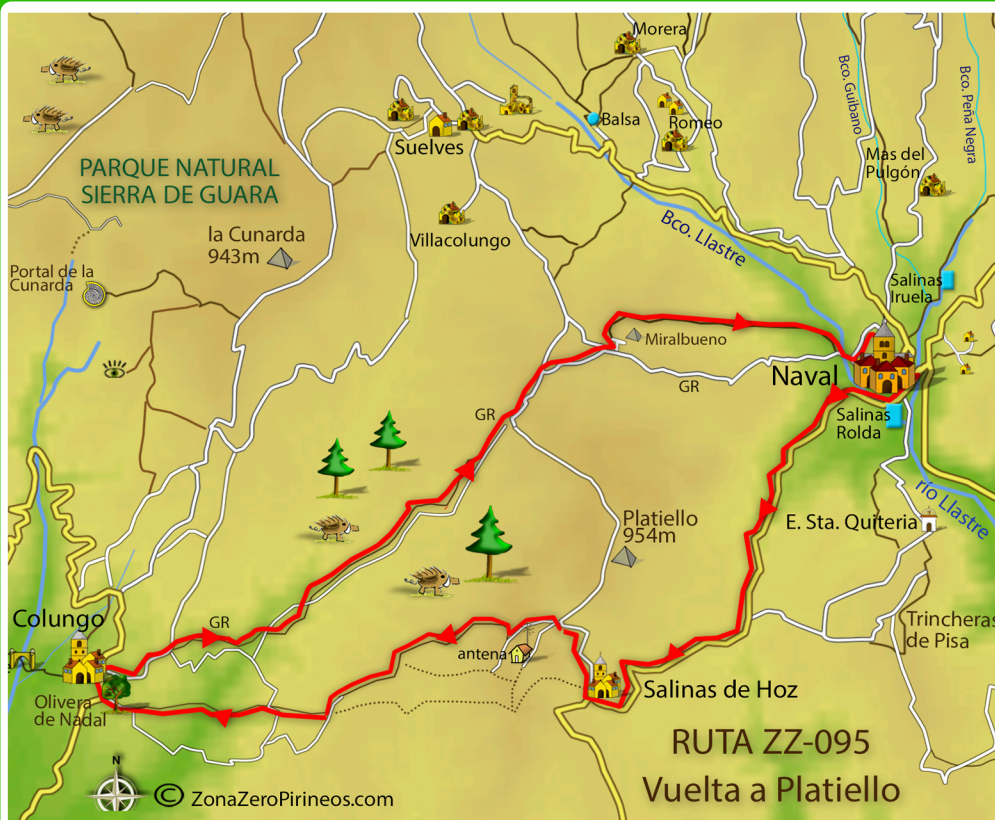 Morera
Bco. Guibano
Bco. Peña Negra
Balsa
Romeo
Suelves
Mas del
Pulgón
PARQUE NATURAL
SIERRA DE GUARA
Villacolungo
Bco. Llastre
la Cunarda
943m
Portal de la
Cunarda
Salinas
Iruela
Miralbueno
Naval
GR
GR
Salinas
Rolda
río Llastre
E. Sta. Quiteria
Platiello
954m
Colungo
GR
Trincheras
de Pisa
antena
Salinas de Hoz
Olivera
de Nadal
RUTA ZZ-095
Vuelta a Platiello
N
© ZonaZeroPirineos.com